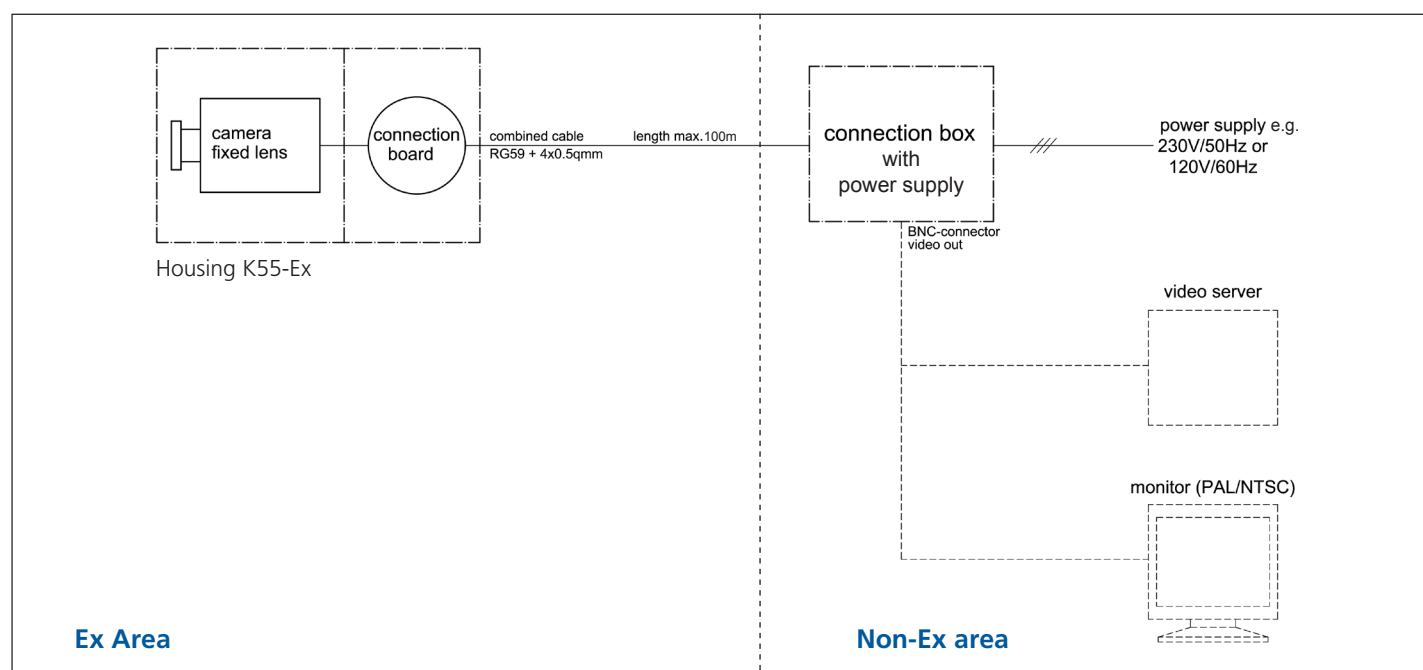 camera
fixed lens
connection
board
combined cable
RG59 + 4x0.5qmm
length max.100m
Housing K55-Ex
connection box
with
power supply
power supply e.g.
230V/50Hz or
120V/60Hz
BNC-connector
video out
video server
monitor (PAL/NTSC)
Ex Area
Non-Ex area